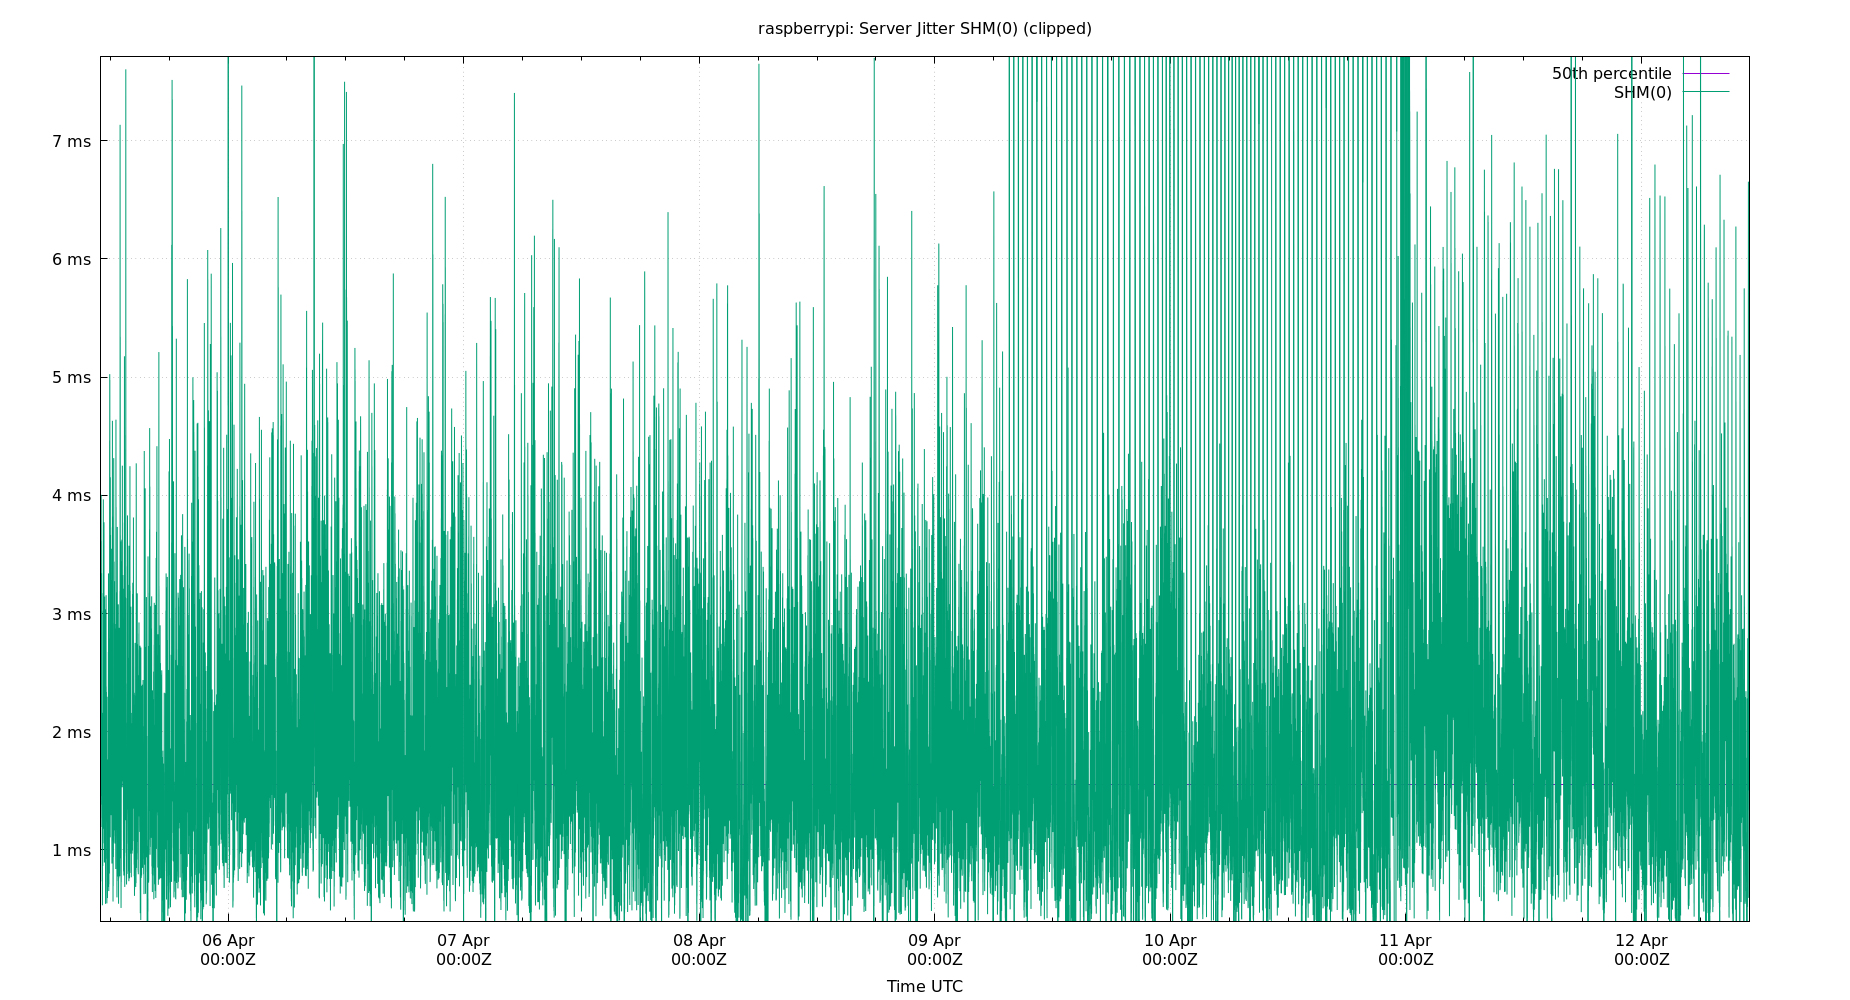 raspberrypi: Server Jitter SHM(0) (clipped)
50th percentile
SHM(0)
7 ms
6 ms
5 ms
4 ms
3 ms
2 ms
1 ms
06 Apr 07 Apr 08 Apr 09 Apr 10 Apr 11 Apr 12 Apr
00:00Z 00:00Z 00:00Z 00:00Z 00:00Z 00:00Z 00:00Z
Time UTC